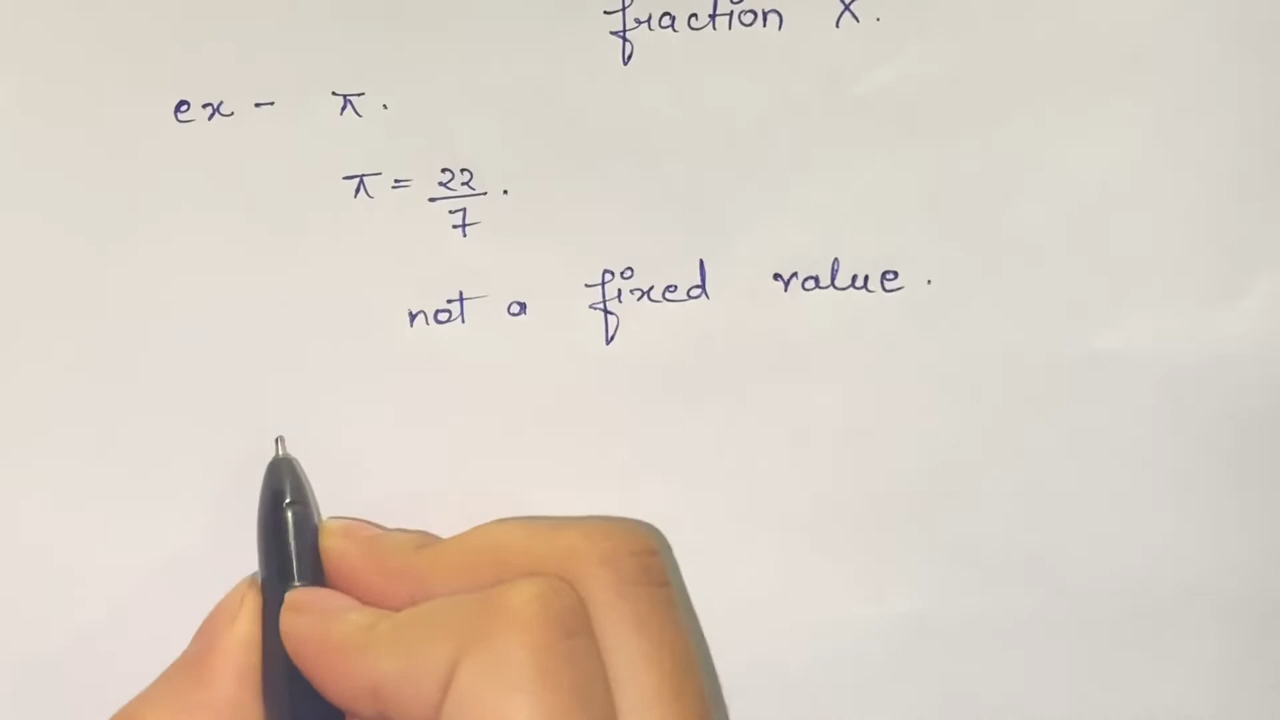 fraction X.
ex - π.
π = 22/7.
not a fixed value.